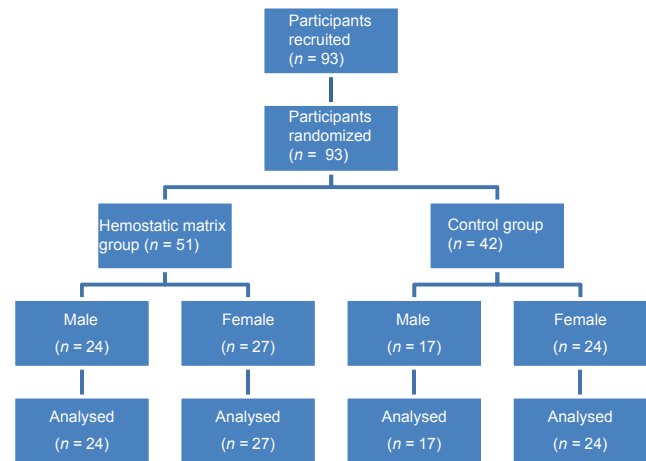 Participants
recruited
(n = 93)
Participants
randomized
(n = 93)
Hemostatic matrix
group (n = 51)
Control group
(n = 42)
Male
(n = 24)
Female
(n = 27)
Male
(n = 17)
Female
(n = 24)
Analysed
(n = 24)
Analysed
(n = 27)
Analysed
(n = 17)
Analysed
(n = 24)